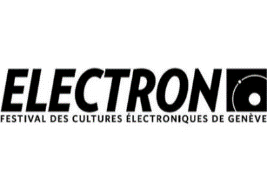 ELECTRON
FESTIVAL DES CULTURES ÉLECTRONIQUES DE GENÈVE